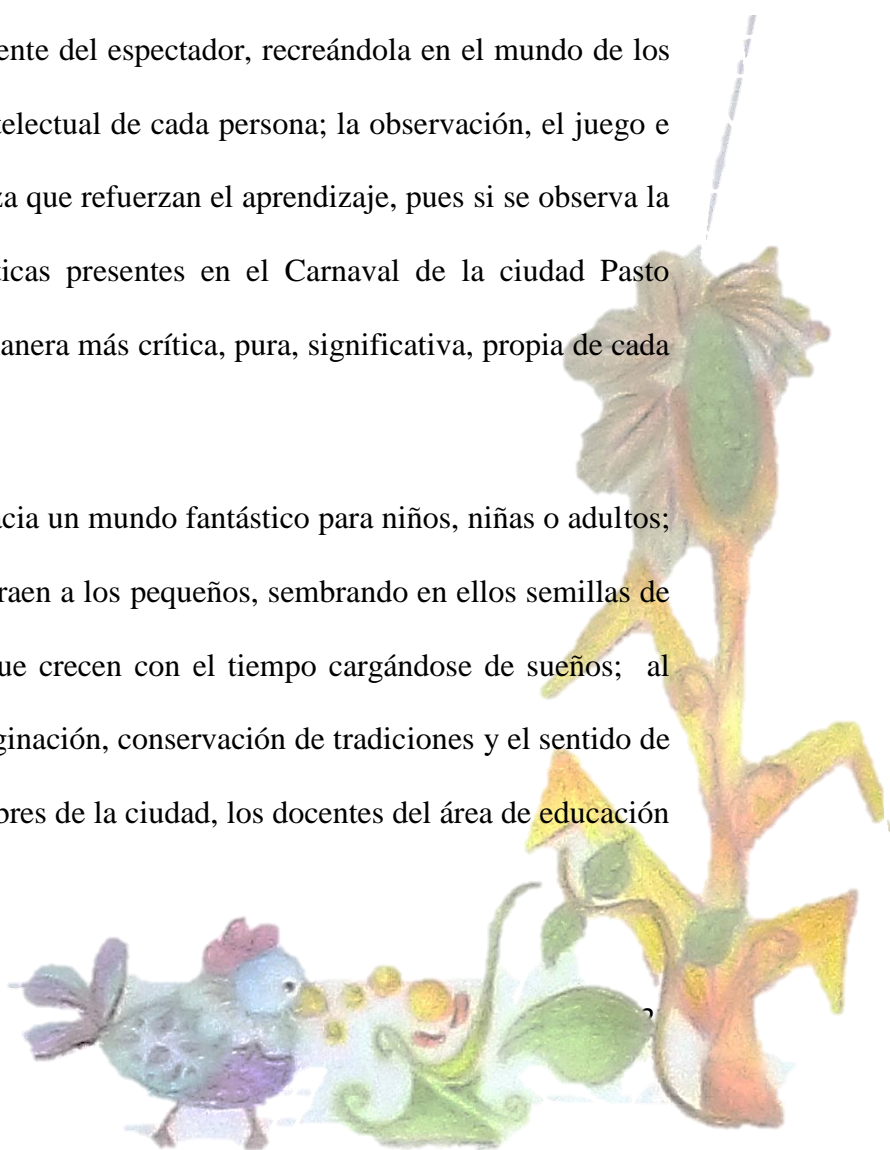 ente del espectador, recreándola en el mundo de los
telectual de cada persona; la observación, el juego e
za que refuerzan el aprendizaje, pues si se observa la
ticas presentes en el Carnaval de la ciudad Pasto
anera más crítica, pura, significativa, propia de cada
acia un mundo fantástico para niños, niñas o adultos;
raen a los pequeños, sembrando en ellos semillas de
que crecen con el tiempo cargándose de sueños; al
ginación, conservación de tradiciones y el sentido de
bres de la ciudad, los docentes del área de educación
2